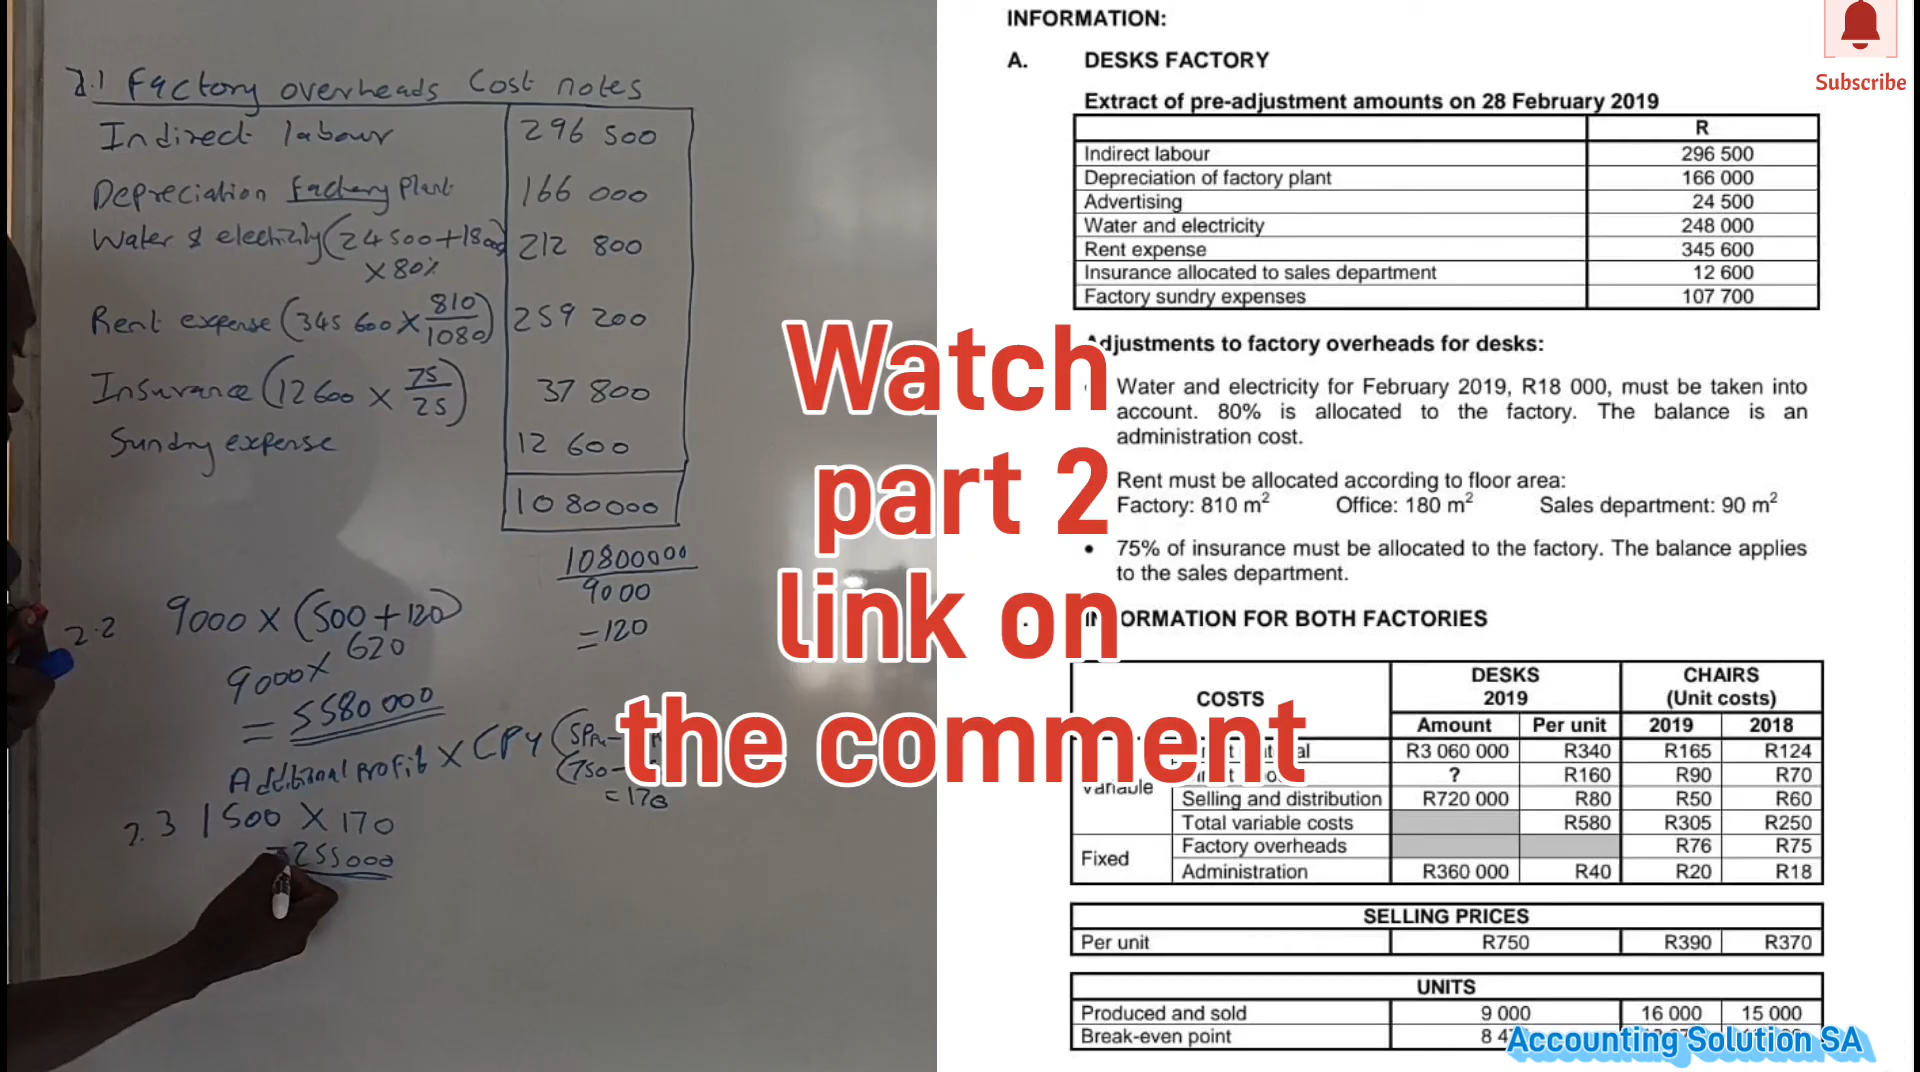 2.1 Factory overheads Cost notes
Indirect labour 296 500
Depreciation Factory Plant 166 000
Water & electricity (24 500 + 18 000) 212 800
× 80%
Rent expense (345 600 × 810/1080) 259 200
Insurance (12 600 × 75/25) 37 800
Sundry expense 12 600
1080000
10800000
9000
= 120
2.2 9000 × (500 + 120)
9000 × 620
= 5580 000
Additional profit × CPU (SPPu -
(750 -
= 170
2.3 1500 × 170
= 255000
INFORMATION:
A. DESKS FACTORY
Extract of pre-adjustment amounts on 28 February 2019
R
Indirect labour 296 500
Depreciation of factory plant 166 000
Advertising 24 500
Water and electricity 248 000
Rent expense 345 600
Insurance allocated to sales department 12 600
Factory sundry expenses 107 700
Adjustments to factory overheads for desks:
Water and electricity for February 2019, R18 000, must be taken into
account. 80% is allocated to the factory. The balance is an
administration cost.
Rent must be allocated according to floor area:
Factory: 810 m² Office: 180 m² Sales department: 90 m²
• 75% of insurance must be allocated to the factory. The balance applies
to the sales department.
INFORMATION FOR BOTH FACTORIES
COSTS DESKS 2019 CHAIRS (Unit costs)
Amount Per unit 2019 2018
R3 060 000 R340 R165 R124
Variable ? R160 R90 R70
Selling and distribution R720 000 R80 R50 R60
Total variable costs R580 R305 R250
Fixed Factory overheads R76 R75
Administration R360 000 R40 R20 R18
SELLING PRICES
Per unit R750 R390 R370
UNITS
Produced and sold 9 000 16 000 15 000
Break-even point
Watch
part 2
link on
the comment
Subscribe
Accounting Solution SA